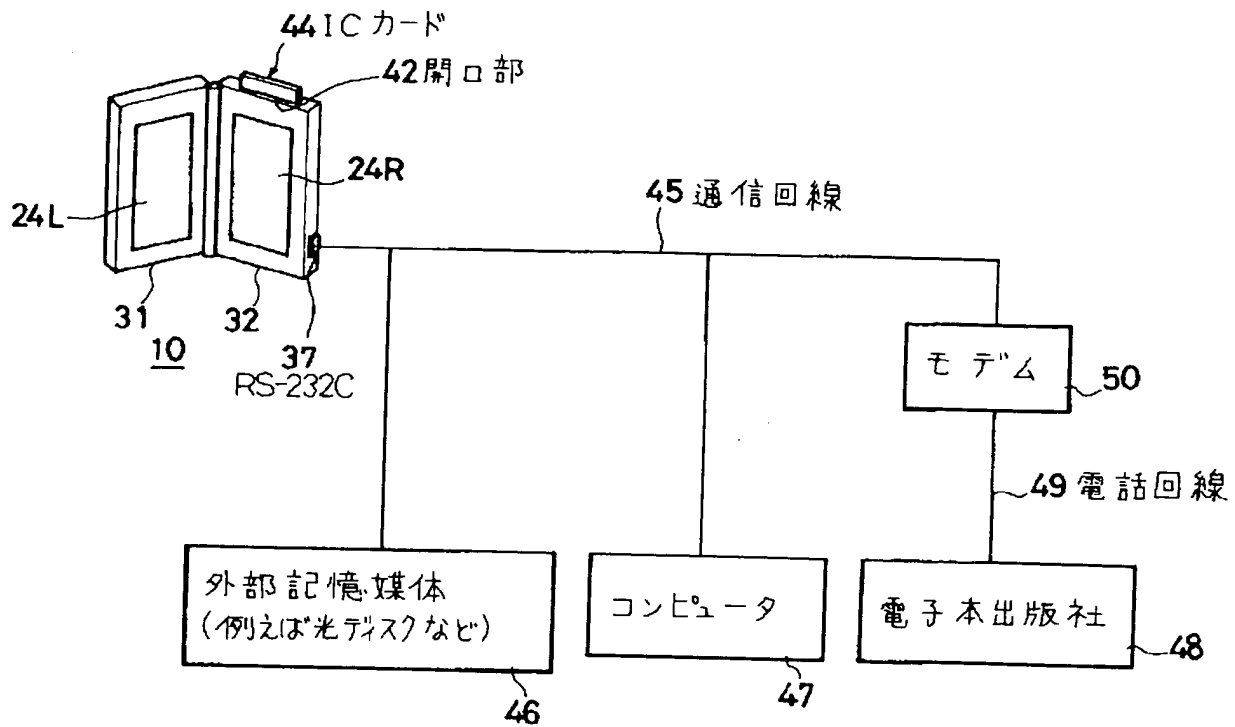 44 ICカード
42 開口部
24R
24L
45 通信回線
31
32
10
37
RS-232C
モデム
50
49 電話回線
外部記憶媒体
(例えば光ディスクなど)
46
コンピュータ
47
電子本出版社
48